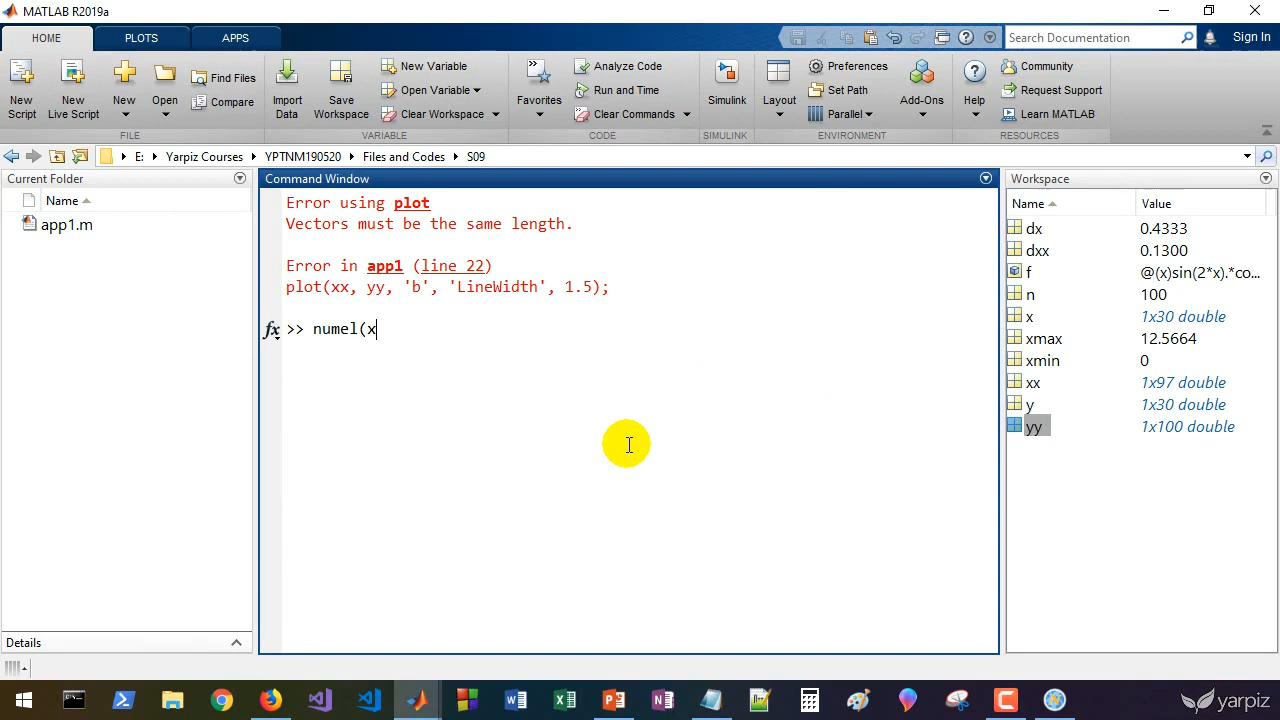 MATLAB R2019a
HOME PLOTS APPS
Search Documentation
Sign In
New Script
New Live Script
New
Open
Find Files
Compare
FILE
Import Data
Save Workspace
New Variable
Open Variable
Clear Workspace
VARIABLE
Favorites
Analyze Code
Run and Time
Clear Commands
CODE
Simulink
SIMULINK
Layout
Preferences
Set Path
Parallel
Add-Ons
ENVIRONMENT
Help
Community
Request Support
Learn MATLAB
RESOURCES
E: Yarpiz Courses YPTNM190520 Files and Codes S09
Current Folder
Name
app1.m
Details
Command Window
Error using plot
Vectors must be the same length.
Error in app1 (line 22)
plot(xx, yy, 'b', 'LineWidth', 1.5);
fx >> numel(x
Workspace
Name Value
dx 0.4333
dxx 0.1300
f @(x)sin(2*x).*co...
n 100
x 1x30 double
xmax 12.5664
xmin 0
xx 1x97 double
y 1x30 double
yy 1x100 double
yarpiz